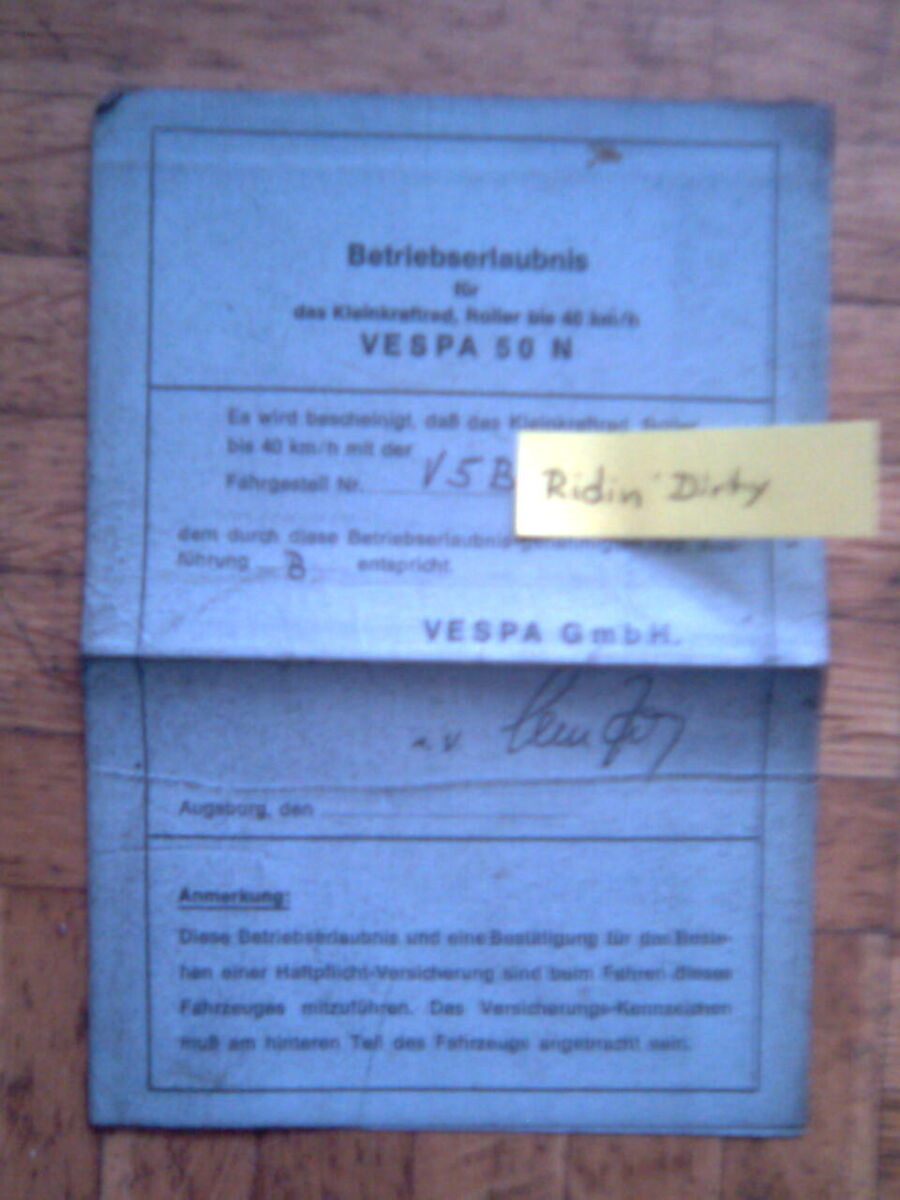 Betriebserlaubnis
für
das Kleinkraftrad, Roller bis 40 km/h
VESPA 50 N
Es wird bescheinigt, daß das Kleinkraftrad, Roller
bis 40 km/h mit der
Fahrgestell Nr. V5B
Ridin' Dirty
dem durch diese Betriebserlaubnis
führung B entspricht.
VESPA GmbH.
Augsburg, den
Anmerkung:
Diese Betriebserlaubnis und eine Bestätigung für das Beste-
hen einer Haftpflicht-Versicherung sind beim Fahren dieses
Fahrzeuges mitzuführen. Das Versicherungs-Kennzeichen
muß am hinteren Teil des Fahrzeugs angebracht sein.